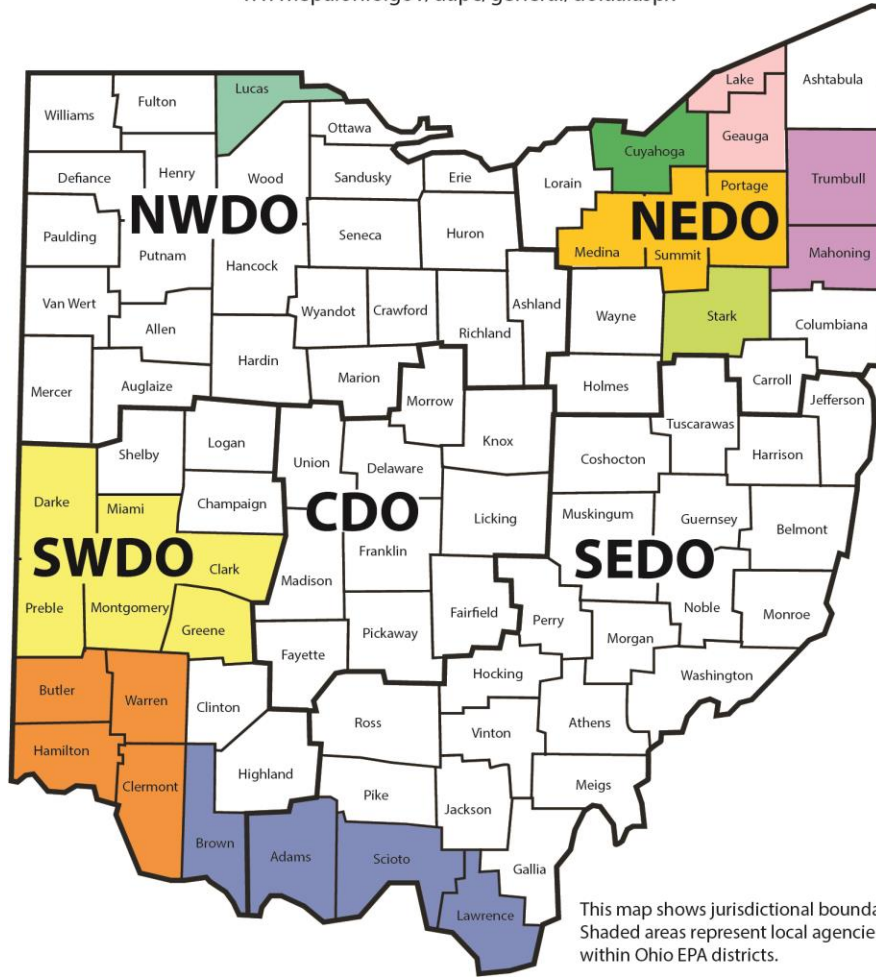 Lake
Ashtabula
Lucas
Fulton
Williams
Geauga
Ottawa
Cuyahoga
Defiance
Henry
Wood
Sandusky
Erie
Lorain
Portage
Trumbull
NWDO
NEDO
Paulding
Putnam
Seneca
Huron
Medina
Summit
Mahoning
Hancock
Van Wert
Wyandot
Crawford
Ashland
Wayne
Stark
Columbiana
Allen
Richland
Hardin
Marion
Mercer
Auglaize
Holmes
Carroll
Morrow
Jefferson
Tuscarawas
Shelby
Logan
Knox
Union
Delaware
Coshocton
Harrison
Darke
Miami
Champaign
CDO
Licking
Muskingum
Guernsey
Belmont
SWDO
Clark
Franklin
SEDO
Madison
Preble
Montgomery
Fairfield
Noble
Monroe
Greene
Pickaway
Perry
Morgan
Fayette
Hocking
Washington
Butler
Warren
Clinton
Ross
Athens
Vinton
Hamilton
Highland
Clermont
Pike
Meigs
Jackson
Brown
Adams
Scioto
Gallia
Lawrence
This map shows jurisdictional bounda
Shaded areas represent local agencie
within Ohio EPA districts.